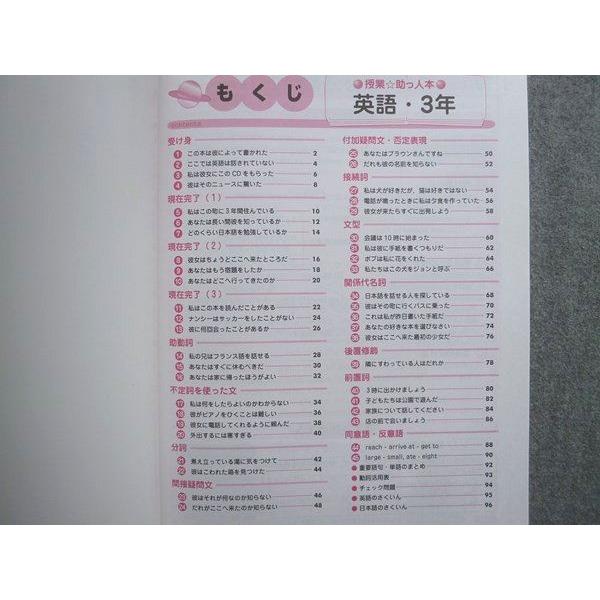 もくじ
授業☆助っ人本
英語・3年
受け身
1 この本は彼によって書かれた 2
2 ここでは英語は話されていない 4
3 私は彼女にこのCDをもらった 6
4 彼はそのニュースに驚いた 8
現在完了(1)
5 私はこの町に3年間住んでいる 10
6 あなたは長い間彼を知っているか 12
7 どのくらい日本語を勉強しているか 14
現在完了(2)
8 彼女はちょうどここへ来たところだ 16
9 あなたはもう宿題をしたか 18
10 あなたはどこへ行ってきたのか 20
現在完了(3)
11 私はこの本を読んだことがある 22
12 ナンシーはサッカーをしたことがない 24
13 彼に何回会ったことがあるか 26
助動詞
14 私の兄はフランス語を話せる 28
15 あなたはすぐに休むべきだ 30
16 あなたは家に帰ったほうがよい 32
不定詞を使った文
17 私は何をしたらよいのかわからない 34
18 彼がピアノをひくことは難しい 36
19 彼女に電話してくれるように頼んだ 38
20 外出するには寒すぎる 40
分詞
21 煮え立っている湯に気をつけて 42
22 彼はこわれた箱を見つけた 44
間接疑問文
23 彼はそれが何なのか知らない 46
24 だれがここへ来たのか知らない 48
付加疑問文・否定表現
25 あなたはブラウンさんですね 50
26 だれも彼の名前を知らない 52
接続詞
27 私は犬が好きだが、猫は好きではない 54
28 電話が鳴ったときに私は夕食を作っていた 56
29 彼女が来たらすぐに出発しよう 58
文型
30 会議は10時に始まった 60
31 私は彼に手紙を書くつもりだ 62
32 ボブは私に花をくれた 64
33 私たちはこの犬をジョンと呼ぶ 66
関係代名詞
34 日本語を話せる人を探している 68
35 彼はその町に行くバスに乗った 70
36 これは私が昨日書いた手紙だ 72
37 あなたの好きな本を選びなさい 74
38 彼女はここへ来た最初の少女だ 76
後置修飾
39 隣にすわっている人はだれか 78
前置詞
40 3時に出かけましょう 80
41 子どもたちは公園で遊んだ 82
42 家族について話してください 84
43 店の前で会いましょう 86
同意語・反意語
44 reach - arrive at - get to 88
45 large - small, ate - eight 90
●重要語句・単語のまとめ 92
●動詞活用表 93
●チェック問題 94
●英語のさくいん 95
●日本語のさくいん 96